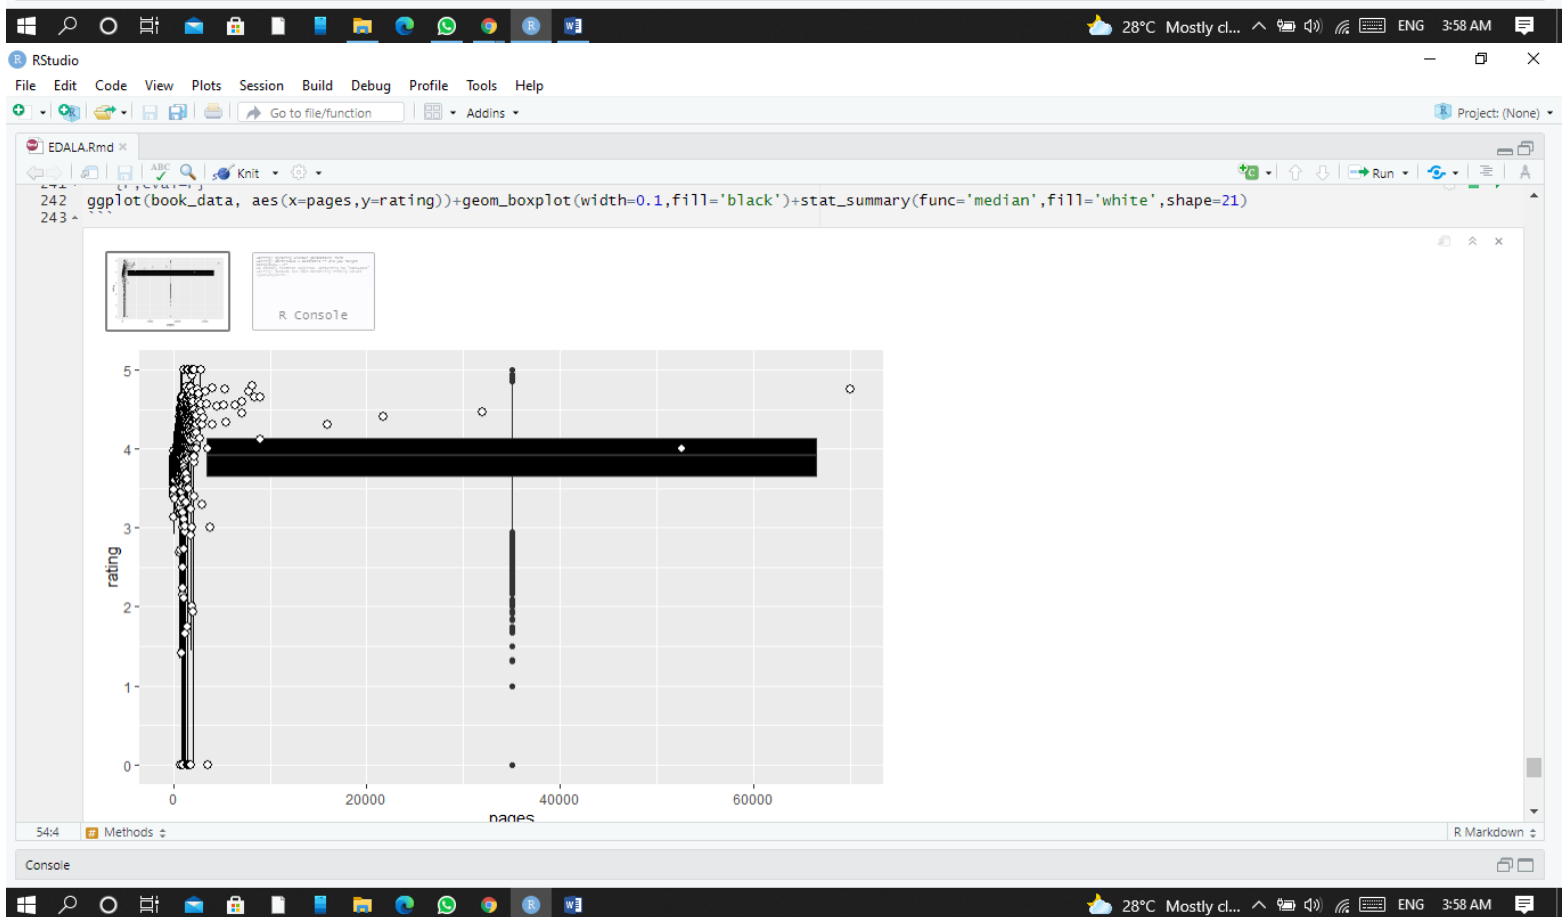 28°C Mostly cl... ENG 3:58 AM
RStudio
File Edit Code View Plots Session Build Debug Profile Tools Help
Go to file/function Addins
Project: (None)
EDALA.Rmd
ABC Knit Run
242 ggplot(book_data, aes(x=pages,y=rating))+geom_boxplot(width=0.1,fill='black')+stat_summary(func='median',fill='white',shape=21)
243 ```
R Console
5
4
3
2
1
0
rating
0 20000 40000 60000
pages
54:4 # Methods R Markdown
Console
28°C Mostly cl... ENG 3:58 AM